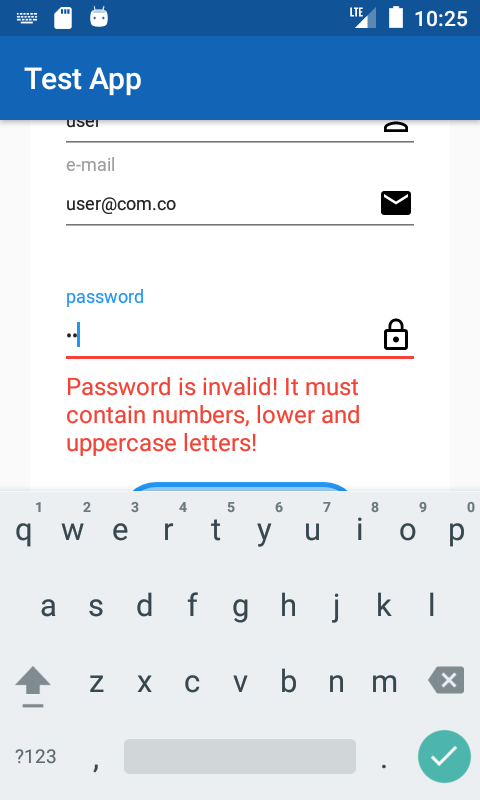 LTE 10:25
Test App
user
e-mail
user@com.co
password
••
Password is invalid! It must
contain numbers, lower and
uppercase letters!
1 2 3 4 5 6 7 8 9 0
q w e r t y u i o p
a s d f g h j k l
z x c v b n m
?123 , .